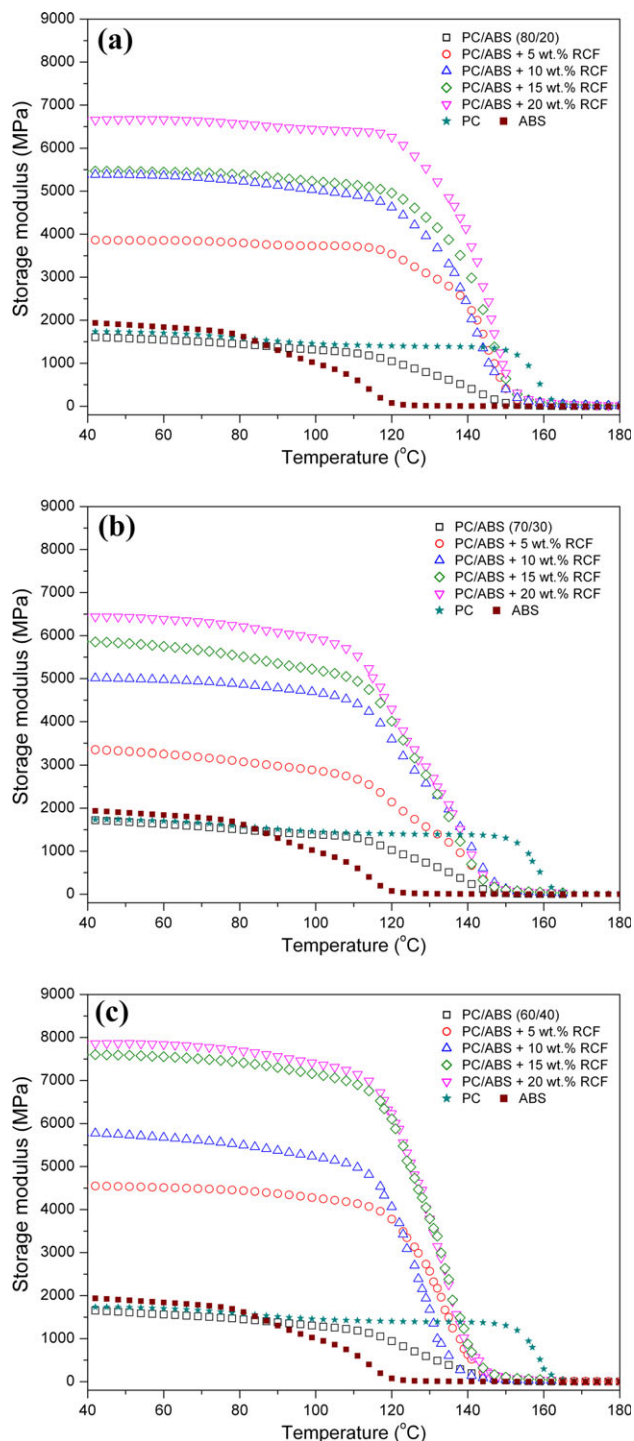 (a)
PC/ABS (80/20)
PC/ABS + 5 wt.% RCF
PC/ABS + 10 wt.% RCF
PC/ABS + 15 wt.% RCF
PC/ABS + 20 wt.% RCF
PC ABS
Storage modulus (MPa)
9000
8000
7000
6000
5000
4000
3000
2000
1000
0
40 60 80 100 120 140 160 180
Temperature (°C)
(b)
PC/ABS (70/30)
PC/ABS + 5 wt.% RCF
PC/ABS + 10 wt.% RCF
PC/ABS + 15 wt.% RCF
PC/ABS + 20 wt.% RCF
PC ABS
Storage modulus (MPa)
9000
8000
7000
6000
5000
4000
3000
2000
1000
0
40 60 80 100 120 140 160 180
Temperature (°C)
(c)
PC/ABS (60/40)
PC/ABS + 5 wt.% RCF
PC/ABS + 10 wt.% RCF
PC/ABS + 15 wt.% RCF
PC/ABS + 20 wt.% RCF
PC ABS
Storage modulus (MPa)
9000
8000
7000
6000
5000
4000
3000
2000
1000
0
40 60 80 100 120 140 160 180
Temperature (°C)